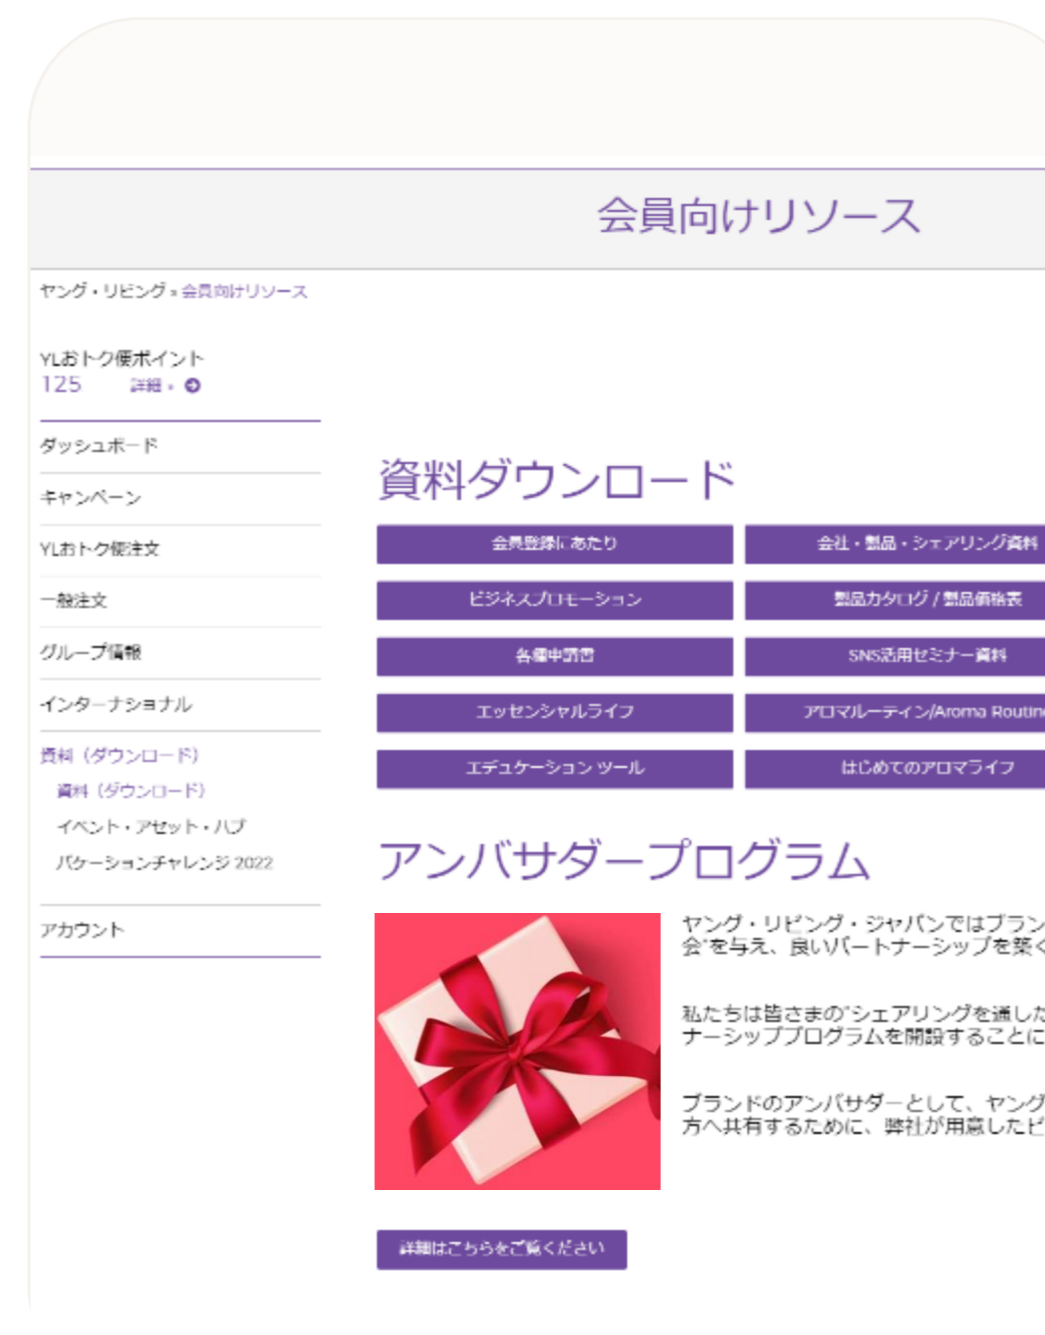 会員向けリソース
ヤング・リビング » 会員向けリソース
YLおトク便ポイント
125 詳細 »
ダッシュボード
キャンペーン
YLおトク便注文
一般注文
グループ情報
インターナショナル
資料（ダウンロード）
資料（ダウンロード）
イベント・アセット・ハブ
バケーションチャレンジ 2022
アカウント
資料ダウンロード
会員登録にあたり
会社・製品・シェアリング資料
ビジネスプロモーション
製品カタログ / 製品価格表
各種申請書
SNS活用セミナー資料
エッセンシャルライフ
アロマルーティン/Aroma Routine
エデュケーション ツール
はじめてのアロマライフ
アンバサダープログラム
ヤング・リビング・ジャパンではブラン
会"を与え、良いパートナーシップを築く
私たちは皆さまの"シェアリングを通した
ナーシッププログラムを開設することに
ブランドのアンバサダーとして、ヤング
方へ共有するために、弊社が用意したビ
詳細はこちらをご覧ください